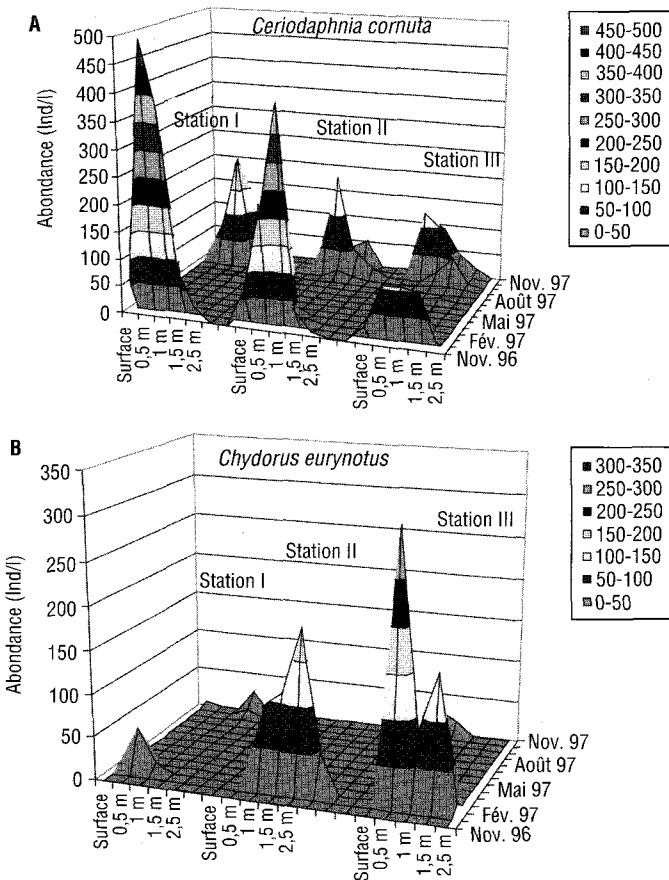 A
Ceriodaphnia cornuta
Abondance (Ind/l)
500
450
400
350
300
250
200
150
100
50
0
Station I
Station II
Station III
Surface
0,5 m
1 m
1,5 m
2,5 m
Surface
0,5 m
1 m
1,5 m
2,5 m
Surface
0,5 m
1 m
1,5 m
2,5 m
Nov. 97
Août 97
Mai 97
Fév. 97
Nov. 96
450-500
400-450
350-400
300-350
250-300
200-250
150-200
100-150
50-100
0-50
B
Chydorus eurynotus
Abondance (Ind/l)
350
300
250
200
150
100
50
0
Station I
Station II
Station III
Surface
0,5 m
1 m
1,5 m
2,5 m
Surface
0,5 m
1 m
1,5 m
2,5 m
Surface
0,5 m
1 m
1,5 m
2,5 m
Nov. 97
Août 97
Mai 97
Fév. 97
Nov. 96
300-350
250-300
200-250
150-200
100-150
50-100
0-50